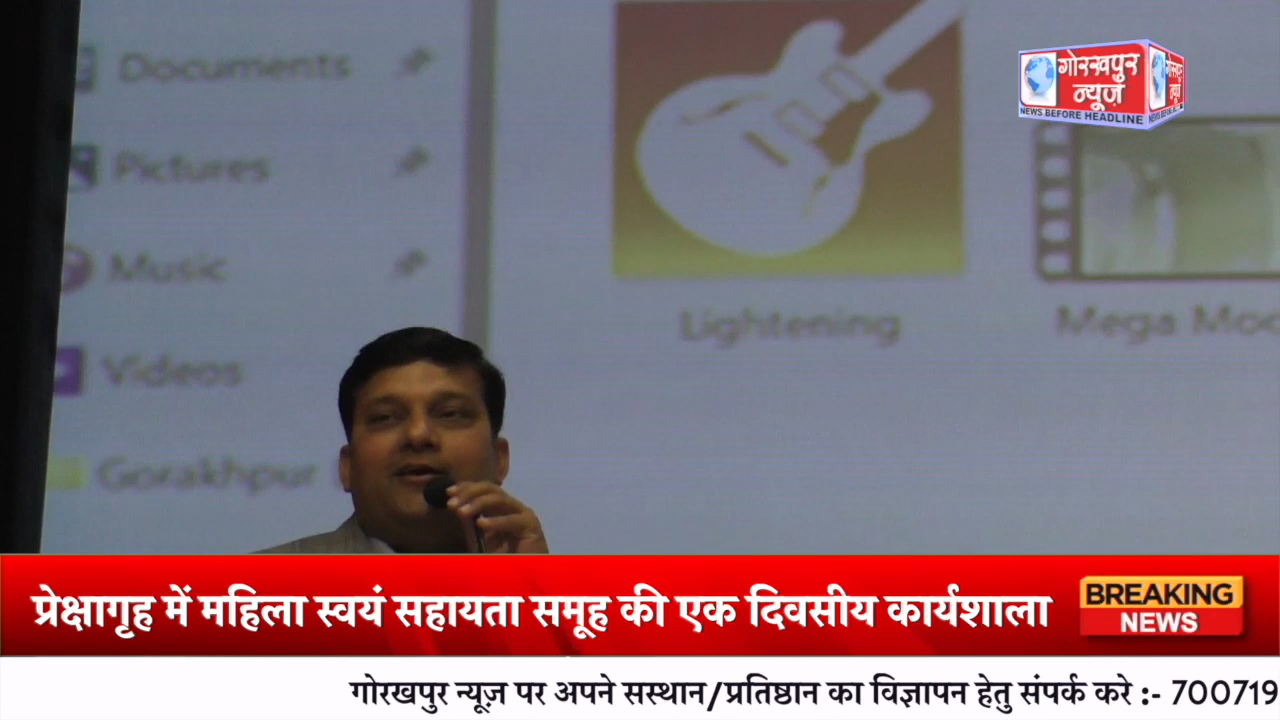 Documents
Pictures
Music
Videos
Gorakhpur
Lightening
Mega
गोरखपुर
न्यूज़
NEWS BEFORE HEADLINE
प्रेक्षागृह में महिला स्वयं सहायता समूह की एक दिवसीय कार्यशाला
BREAKING
NEWS
गोरखपुर न्यूज़ पर अपने सस्थान/प्रतिष्ठान का विज्ञापन हेतु संपर्क करे :- 700719